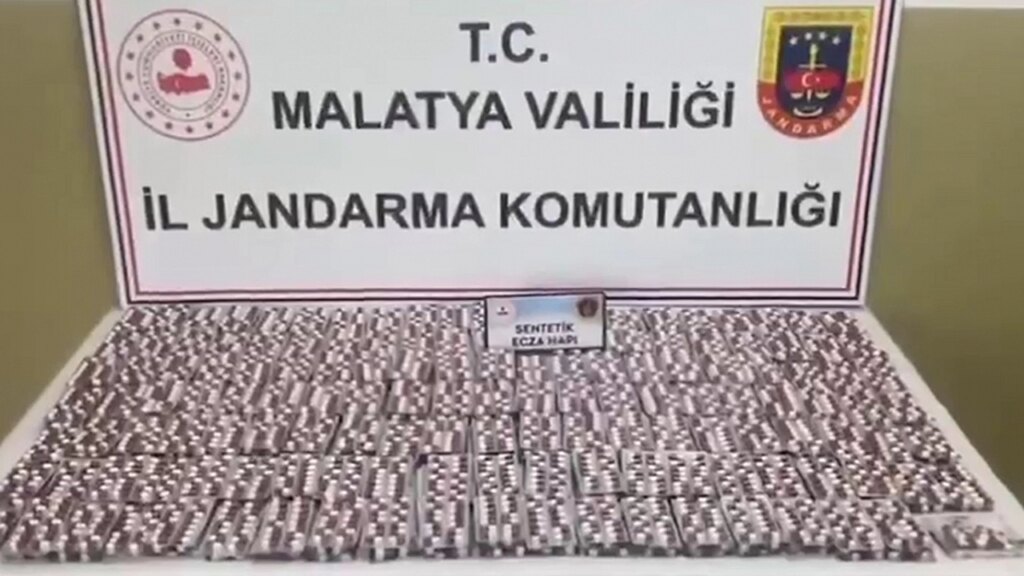 T.C.
MALATYA VALİLİĞİ
İL JANDARMA KOMUTANLIĞI
JANDARMA
SENTETİK
ECZA HAPI